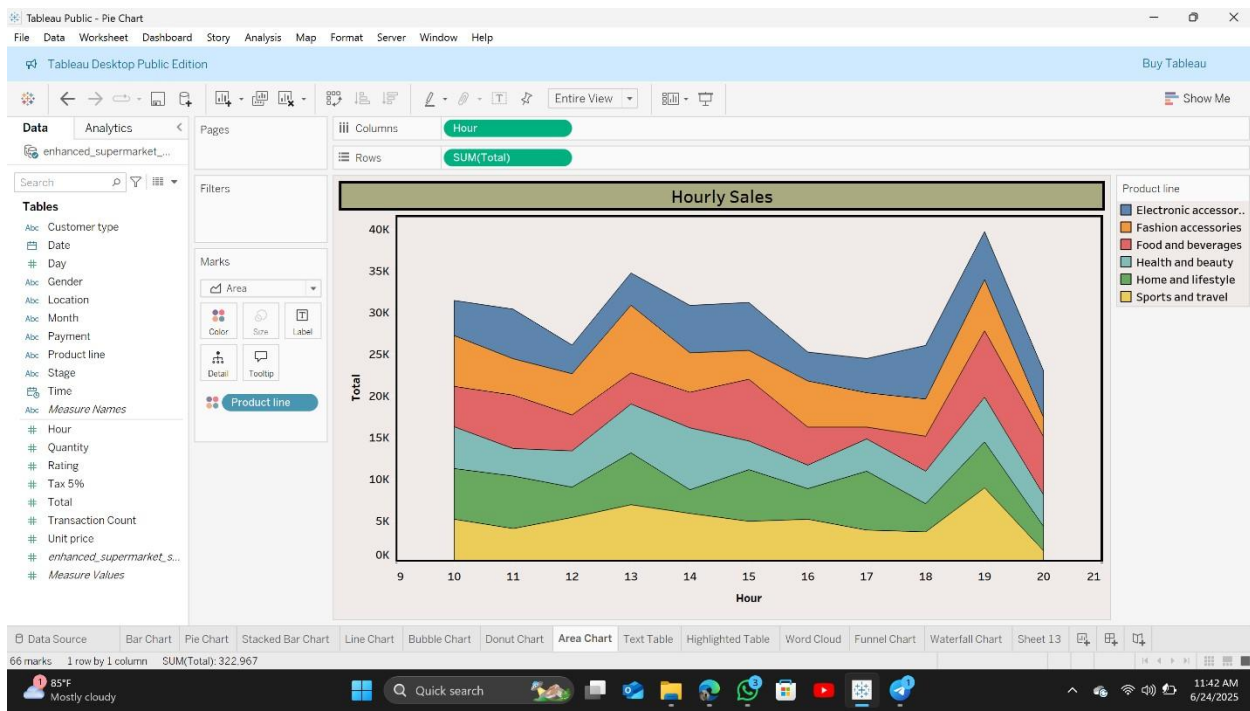 Tableau Public - Pie Chart
File Data Worksheet Dashboard Story Analysis Map Format Server Window Help
Tableau Desktop Public Edition
Buy Tableau
Entire View
Show Me
Data Analytics
enhanced_supermarket_...
Search
Tables
Abc Customer type
Date
# Day
Abc Gender
Abc Location
Abc Month
Abc Payment
Abc Product line
Abc Stage
Time
Abc Measure Names
# Hour
# Quantity
# Rating
# Tax 5%
# Total
# Transaction Count
# Unit price
# enhanced_supermarket_s...
# Measure Values
Pages
Filters
Marks
Area
Color Size Label
Detail Tooltip
Product line
Columns Hour
Rows SUM(Total)
Hourly Sales
40K
35K
30K
25K
20K
15K
10K
5K
0K
Total
9 10 11 12 13 14 15 16 17 18 19 20 21
Hour
Product line
Electronic accessor..
Fashion accessories
Food and beverages
Health and beauty
Home and lifestyle
Sports and travel
Data Source Bar Chart Pie Chart Stacked Bar Chart Line Chart Bubble Chart Donut Chart Area Chart Text Table Highlighted Table Word Cloud Funnel Chart Waterfall Chart Sheet 13
66 marks 1 row by 1 column SUM(Total): 322.967
1
85°F
Mostly cloudy
Quick search
3
1
11:42 AM
6/24/2025